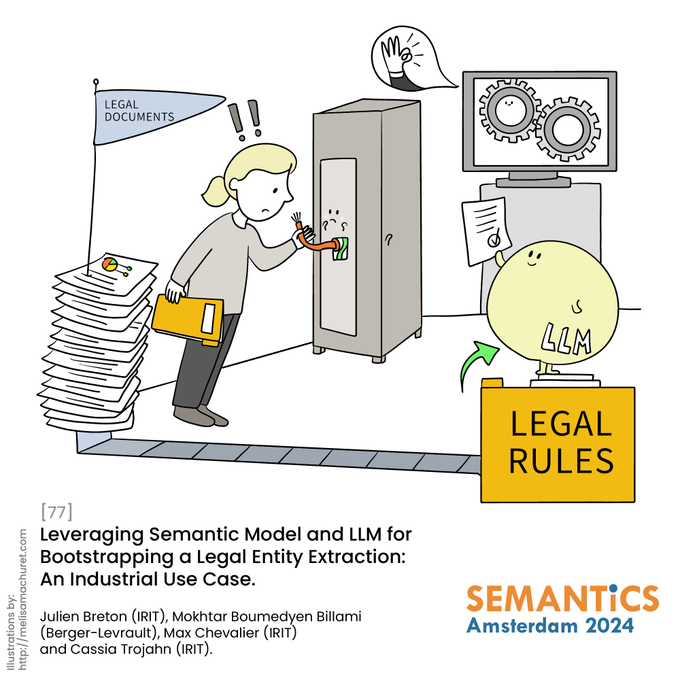 LEGAL
DOCUMENTS
!!
LLM
LEGAL
RULES
[77]
Leveraging Semantic Model and LLM for
Bootstrapping a Legal Entity Extraction:
An Industrial Use Case.
Julien Breton (IRIT), Mokhtar Boumedyen Billami
(Berger-Levrault), Max Chevalier (IRIT)
and Cassia Trojahn (IRIT).
SEMANTiCS
Amsterdam 2024
Illustrations by:
http://melisamachuret.com